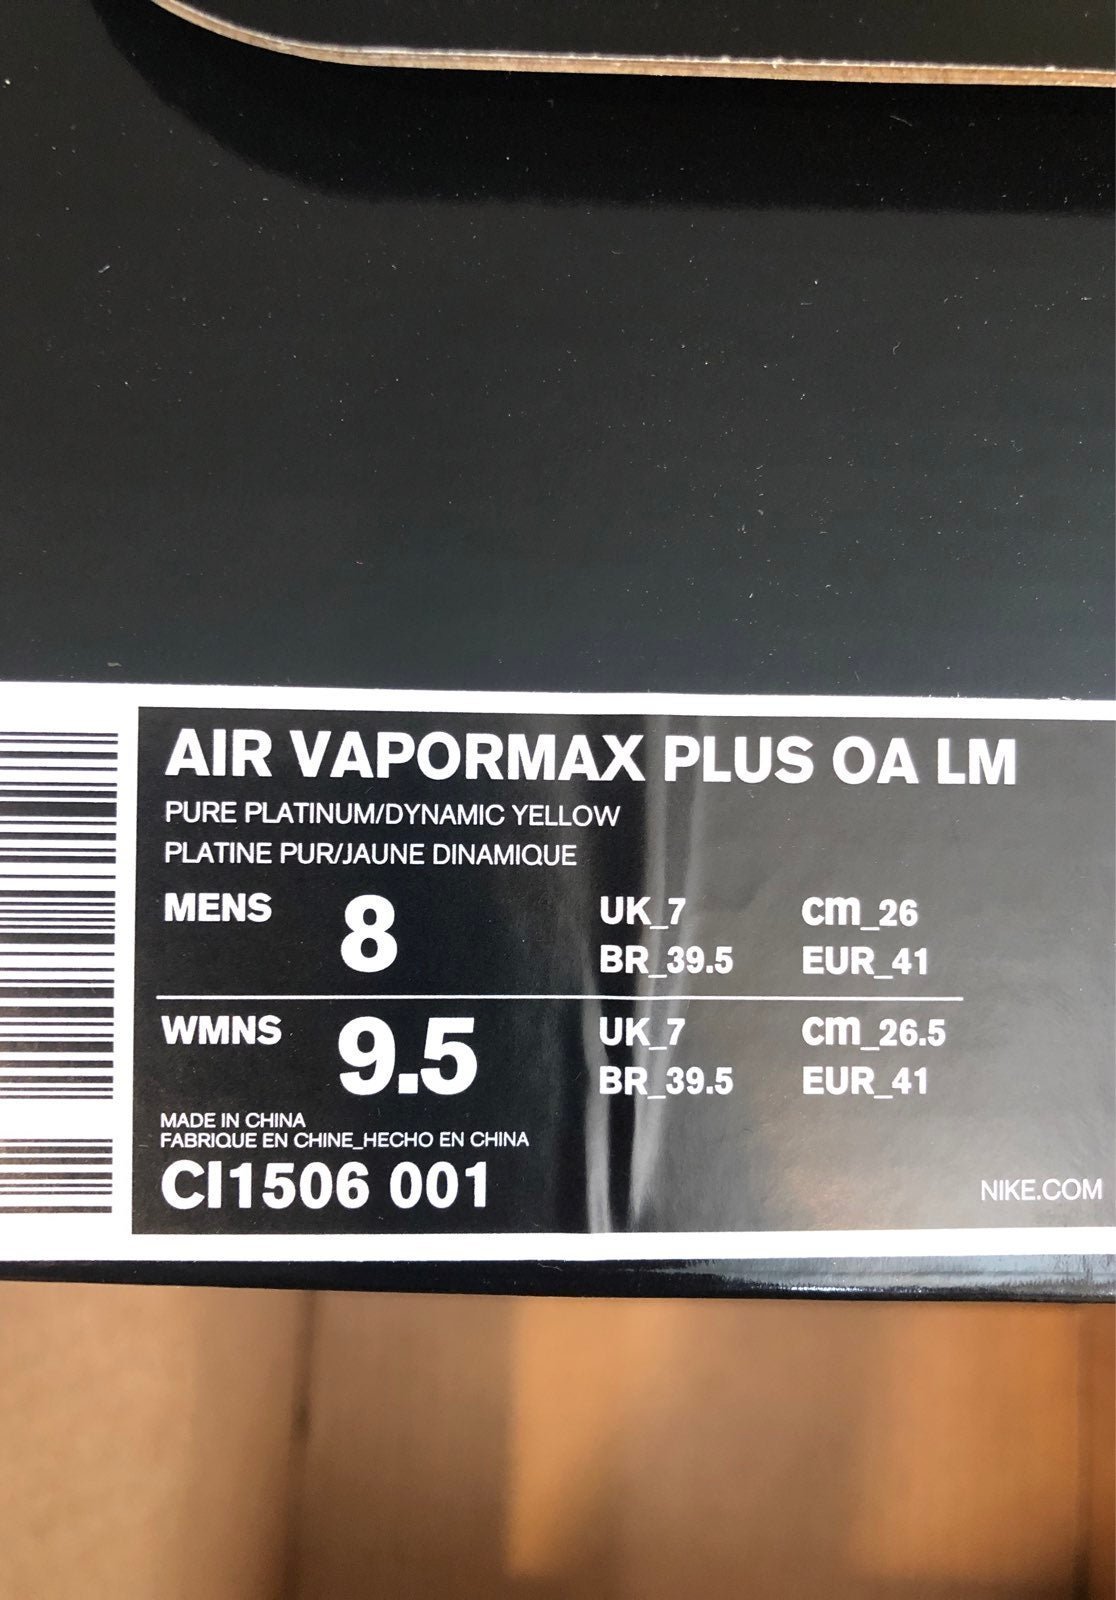 AIR VAPORMAX PLUS OA LM
PURE PLATINUM/DYNAMIC YELLOW
PLATINE PUR/JAUNE DINAMIQUE
MENS 8 UK_7 cm_26
BR_39.5 EUR_41
WMNS 9.5 UK_7 cm_26.5
BR_39.5 EUR_41
MADE IN CHINA
FABRIQUE EN CHINE_HECHO EN CHINA
CI1506 001
NIKE.COM